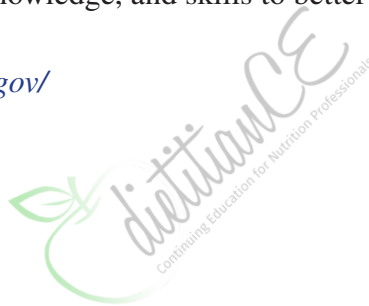 nowledge, and skills to better
gov/
dietitianCE
Continuing Education for Nutrition Professionals